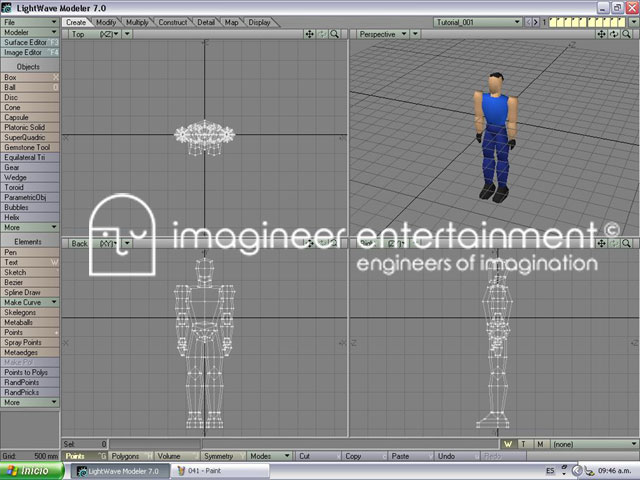 LightWave Modeler 7.0
File
Create Modify Multiply Construct Detail Map Display
Tutorial_001
1
Modeler
Top (XZ)
Perspective
Surface Editor
Image Editor F4
Objects
Box X
Ball O
Disc
Cone
Capsule
Platonic Solid
SuperQuadric
Gemstone Tool
Equilateral Tri
Gear
Wedge
Toroid
ParametricObj
Bubbles
Helix
More
imagineer entertainment©
engineers of imagination
Elements
Back (XY)
Pen
Text W
Sketch
Bezier
Spline Draw
Make Curve
Skelegons
Metaballs
Points +
Spray Points
Metaedges
Make Pol
Points to Polys
RandPoints
RandPricks
More
Sel: 0
W T M (none)
Grid: 500 mm
Points ^G Polygons ^H Volume ^J Symmetry Modes Cut Copy Paste Undo Redo
Inicio
LightWave Modeler 7.0
041 - Paint
ES
09:46 a.m.